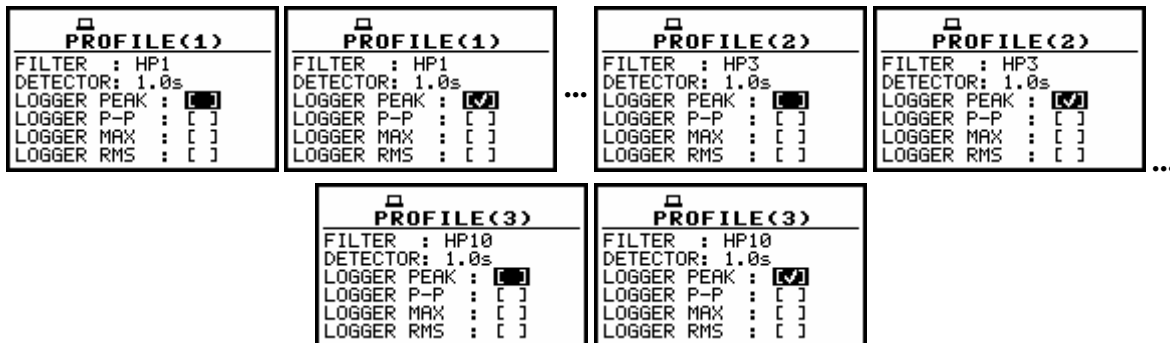 PROFILE(1)
FILTER : HP1
DETECTOR: 1.0s
LOGGER PEAK : [ ]
LOGGER P-P : [ ]
LOGGER MAX : [ ]
LOGGER RMS : [ ]
PROFILE(1)
FILTER : HP1
DETECTOR: 1.0s
LOGGER PEAK : [√]
LOGGER P-P : [ ]
LOGGER MAX : [ ]
LOGGER RMS : [ ]
...
PROFILE(2)
FILTER : HP3
DETECTOR: 1.0s
LOGGER PEAK : [ ]
LOGGER P-P : [ ]
LOGGER MAX : [ ]
LOGGER RMS : [ ]
PROFILE(2)
FILTER : HP3
DETECTOR: 1.0s
LOGGER PEAK : [√]
LOGGER P-P : [ ]
LOGGER MAX : [ ]
LOGGER RMS : [ ]
...
PROFILE(3)
FILTER : HP10
DETECTOR: 1.0s
LOGGER PEAK : [ ]
LOGGER P-P : [ ]
LOGGER MAX : [ ]
LOGGER RMS : [ ]
PROFILE(3)
FILTER : HP10
DETECTOR: 1.0s
LOGGER PEAK : [√]
LOGGER P-P : [ ]
LOGGER MAX : [ ]
LOGGER RMS : [ ]